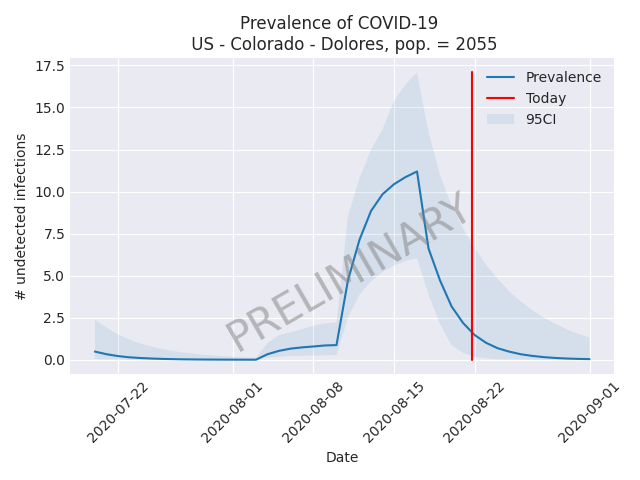 Prevalence of COVID-19
US - Colorado - Dolores, pop. = 2055
17.5
15.0
12.5
10.0
7.5
5.0
2.5
0.0
# undetected infections
Prevalence
Today
95CI
PRELIMINARY
2020-07-22
2020-08-01
2020-08-08
2020-08-15
2020-08-22
2020-09-01
Date